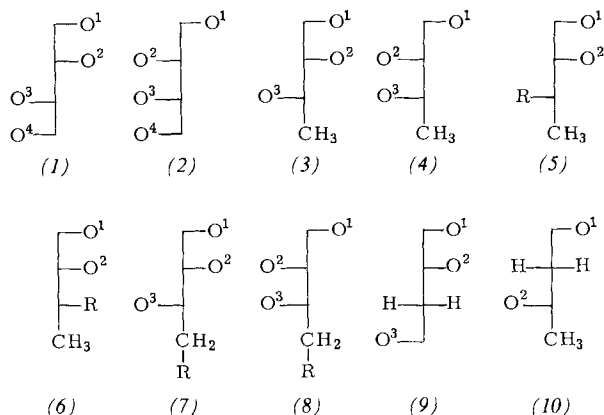 O¹ O¹ O¹ O¹ O¹
O² O² O² O² O²
O³ O³ O³ O³ R
O⁴ O⁴ CH₃ CH₃ CH₃
(1) (2) (3) (4) (5)
O¹ O¹ O¹ O¹ O¹
O² O² O² O² H H
R O³ O³ H H O²
CH₃ CH₂ CH₂ O³ CH₃
R R
(6) (7) (8) (9) (10)